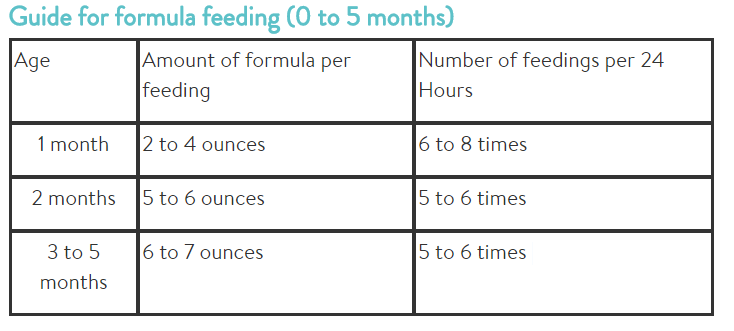 Guide for formula feeding (0 to 5 months)
Age
Amount of formula per
feeding
Number of feedings per 24
Hours
1 month
2 to 4 ounces
6 to 8 times
2 months
5 to 6 ounces
5 to 6 times
3 to 5
months
6 to 7 ounces
5 to 6 times